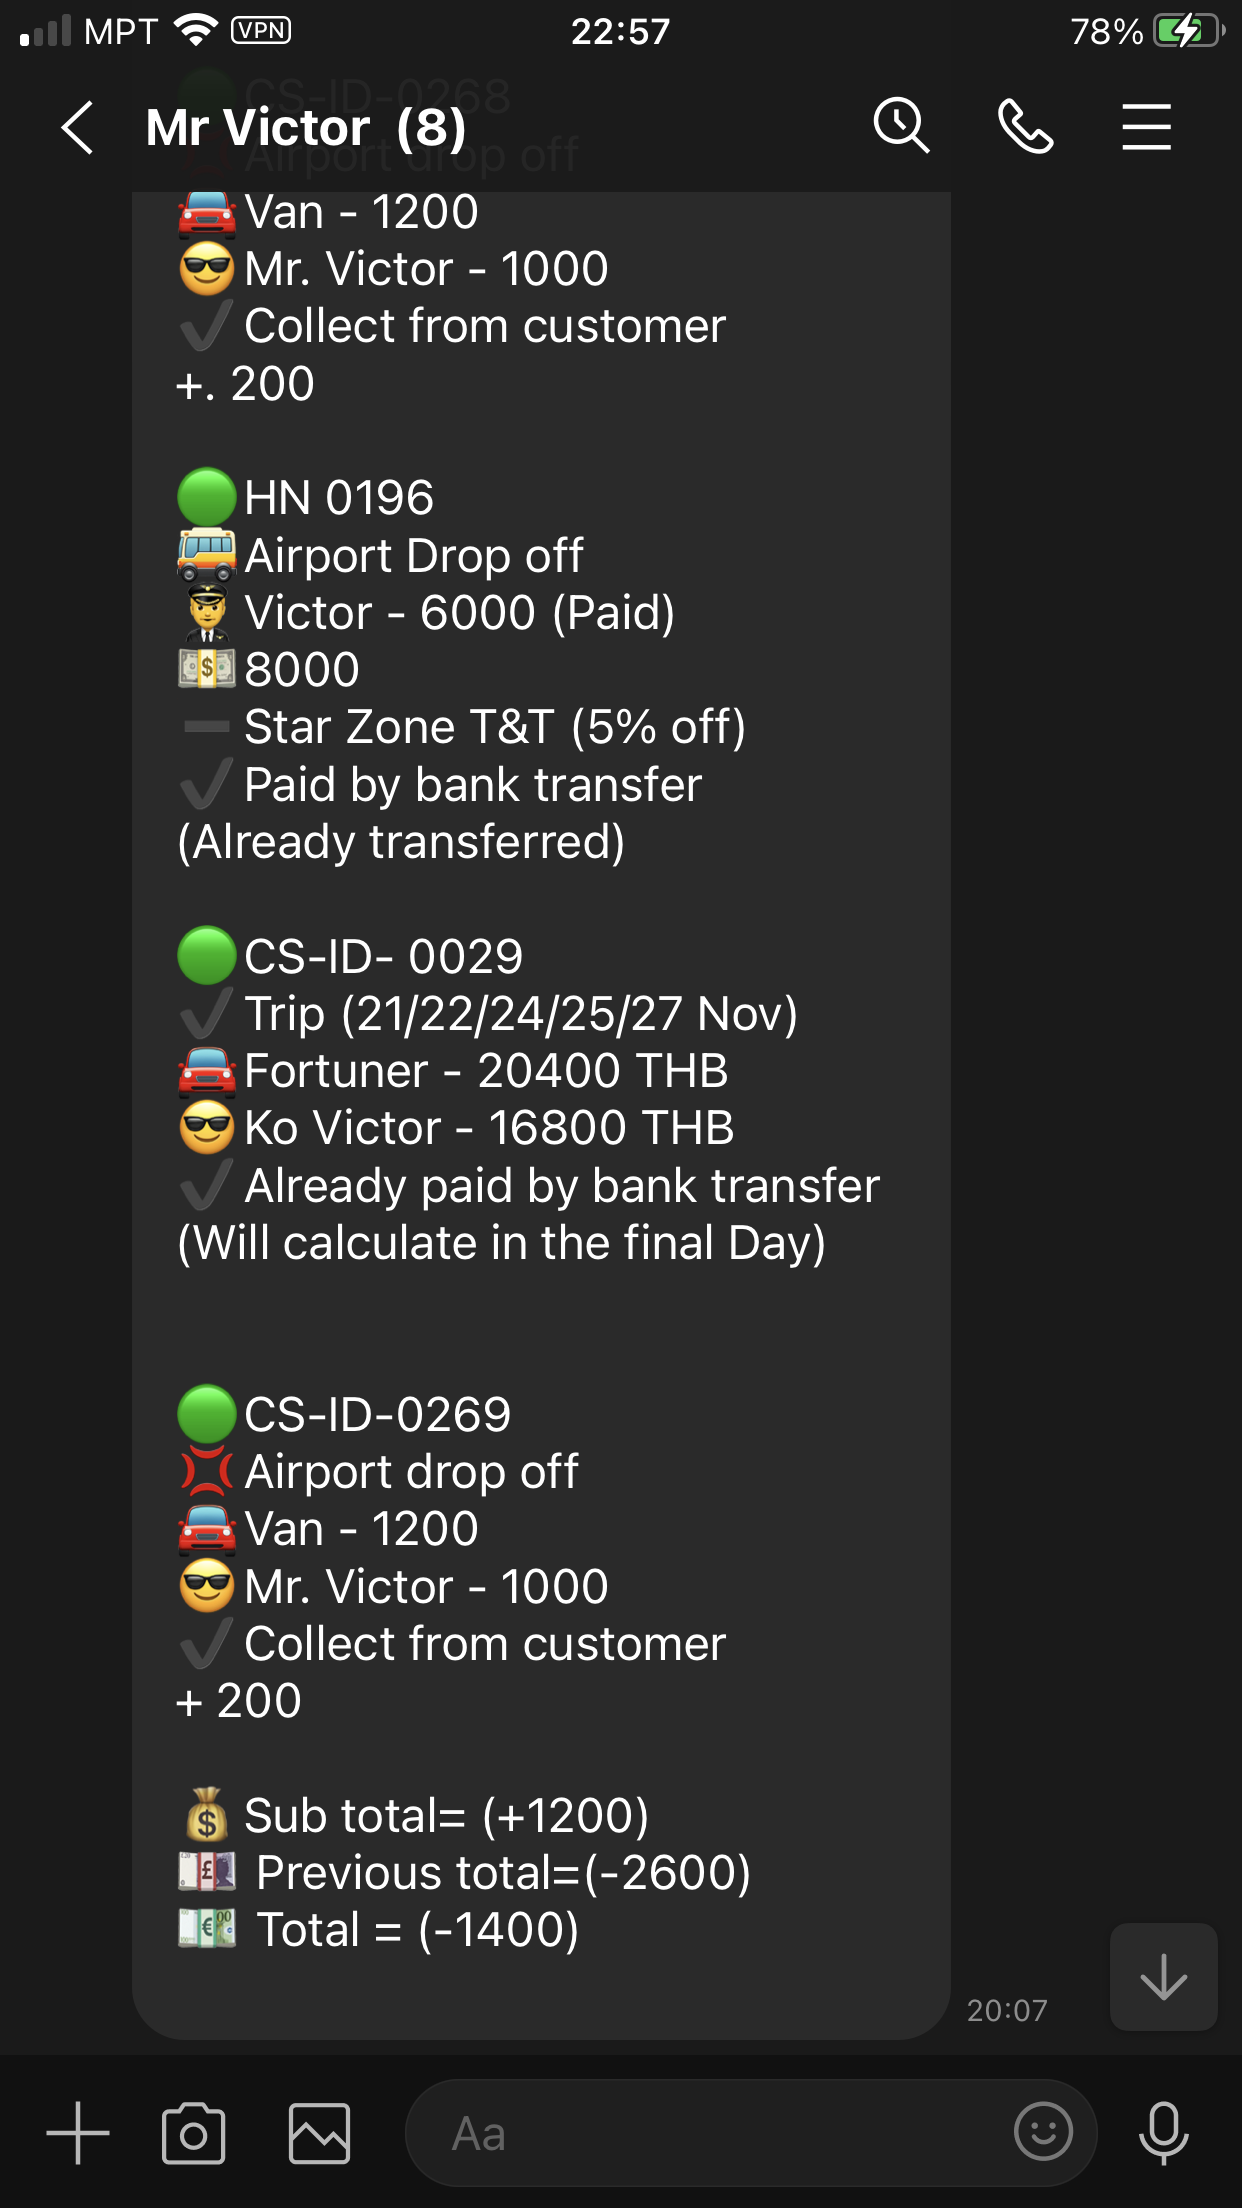 MPT VPN 22:57 78%
CS-ID-0268
Mr Victor (8)
Airport drop off
Van - 1200
Mr. Victor - 1000
Collect from customer
+. 200
HN 0196
Airport Drop off
Victor - 6000 (Paid)
8000
Star Zone T&T (5% off)
Paid by bank transfer
(Already transferred)
CS-ID- 0029
Trip (21/22/24/25/27 Nov)
Fortuner - 20400 THB
Ko Victor - 16800 THB
Already paid by bank transfer
(Will calculate in the final Day)
CS-ID-0269
Airport drop off
Van - 1200
Mr. Victor - 1000
Collect from customer
+ 200
Sub total= (+1200)
Previous total=(-2600)
Total = (-1400)
20:07
Aa